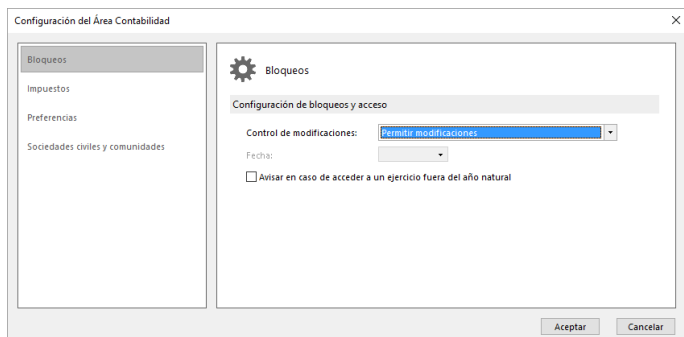 Configuración del Área Contabilidad
Bloqueos
Impuestos
Preferencias
Sociedades civiles y comunidades
Bloqueos
Configuración de bloqueos y acceso
Control de modificaciones: Permitir modificaciones
Fecha:
Avisar en caso de acceder a un ejercicio fuera del año natural
Aceptar Cancelar